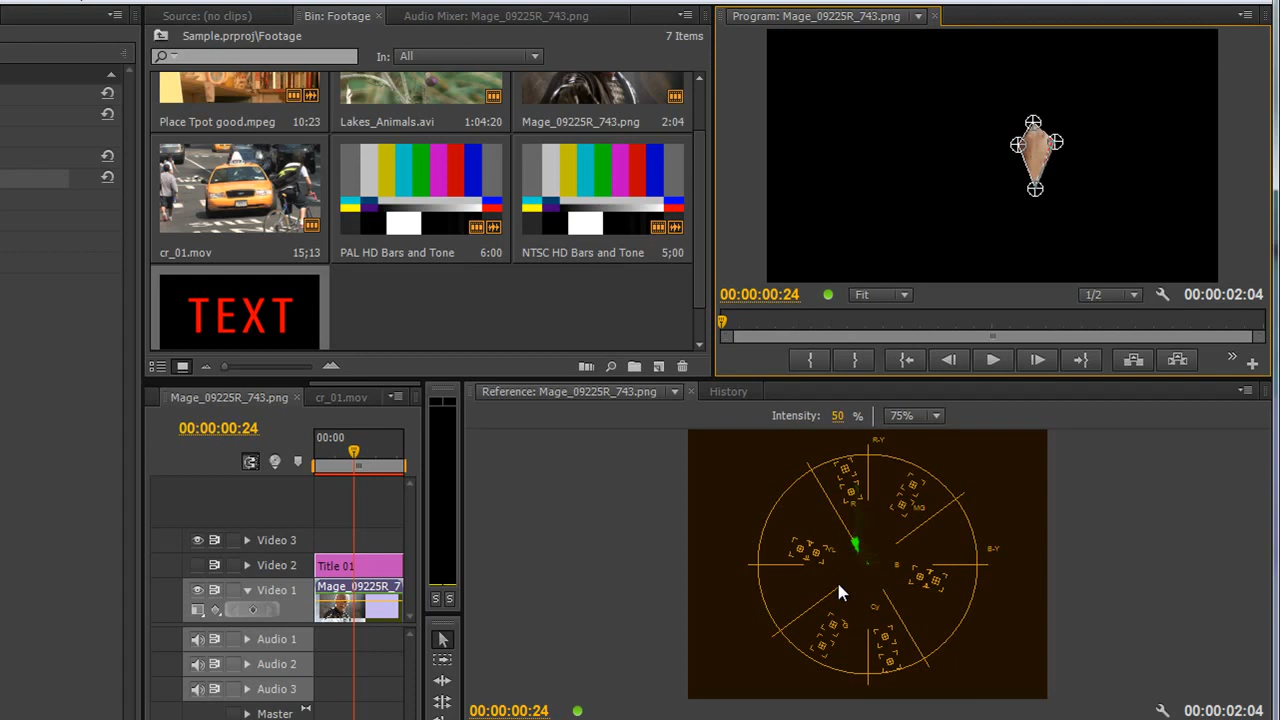 Source: (no clips) Bin: Footage Audio Mixer: Mage_09225R_743.png
Sample.prproj\Footage 7 Items
In: All
Place Tpot good.mpeg 10:23 Lakes_Animals.avi 1:04:20 Mage_09225R_743.png 2:04
cr_01.mov 15;13 PAL HD Bars and Tone 6:00 NTSC HD Bars and Tone 5;00
TEXT
Program: Mage_09225R_743.png
00:00:00:24 Fit 1/2 00:00:02:04
Mage_09225R_743.png cr_01.mov
00:00:00:24 00:00
Video 3
Video 2 Title 01
Video 1 Mage_09225R_7
Audio 1
Audio 2
Audio 3
Master
S S
Reference: Mage_09225R_743.png History
Intensity: 50 % 75%
R-Y
R
MG
B-Y
YL
B
CY
00:00:00:24 00:00:02:04